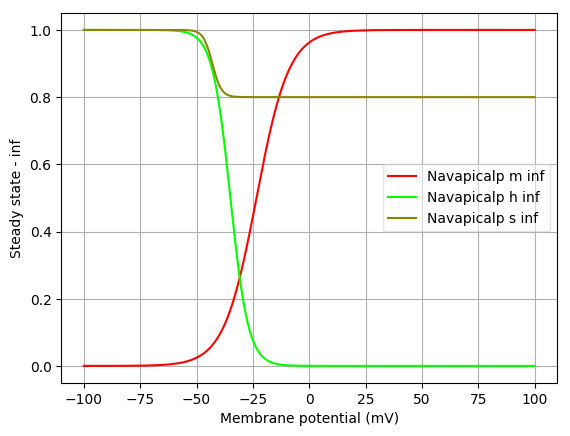 1.0
0.8
0.6
0.4
0.2
0.0
Steady state - inf
Navapicalp m inf
Navapicalp h inf
Navapicalp s inf
−100 −75 −50 −25 0 25 50 75 100
Membrane potential (mV)